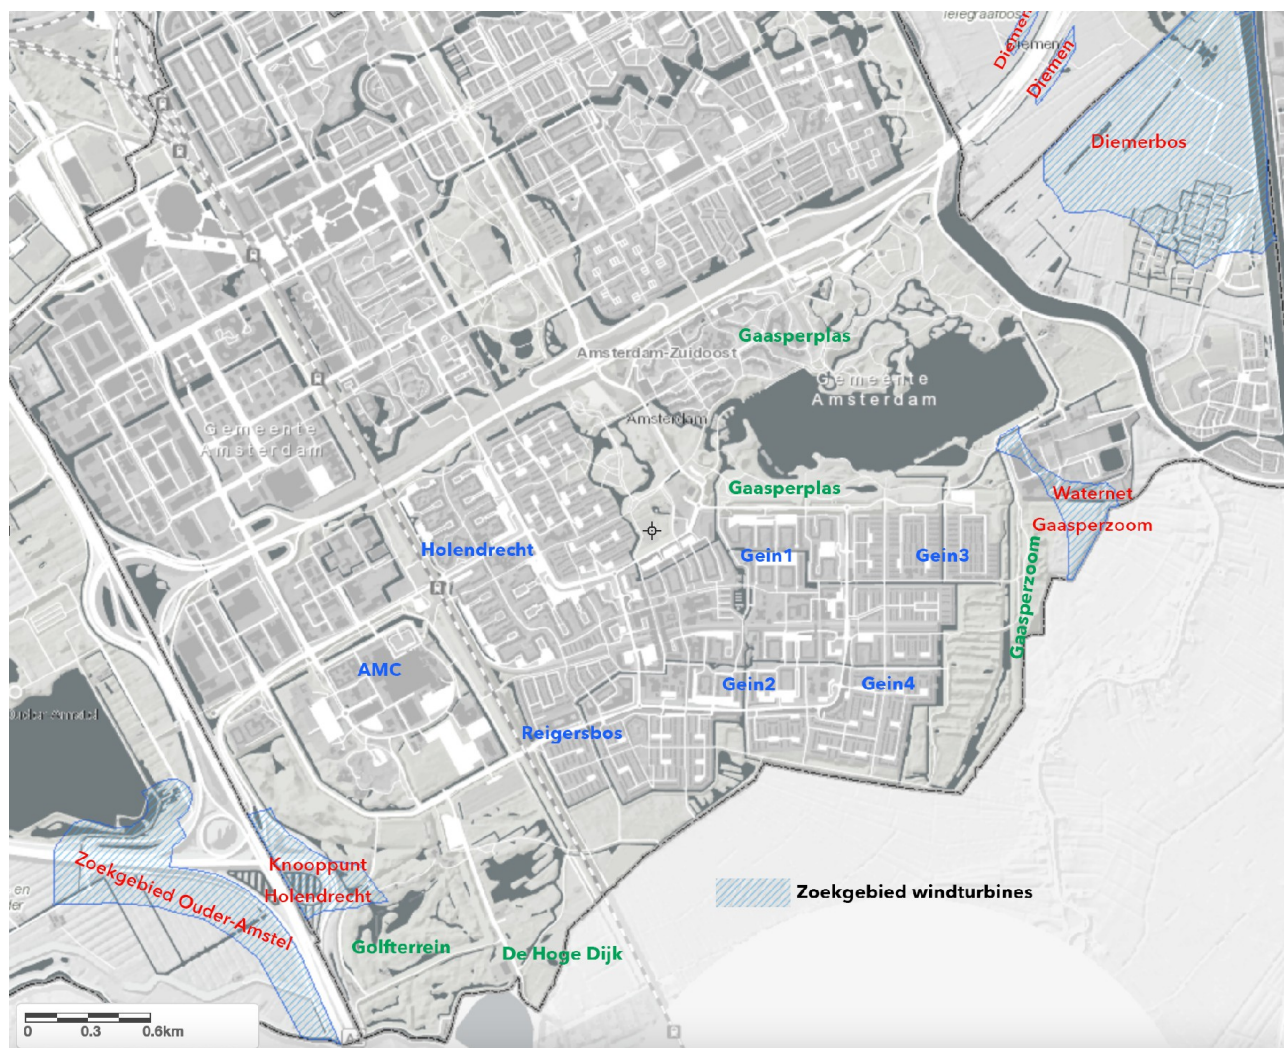 Diemen
Diemen
Diemen
Diemerbos
Gaasperplas
Amsterdam-Zuidoost
Gemeente
Amsterdam
Amsterdam
Gemeente
Amsterdam
Gaasperplas
Waternet
Gaasperzoom
Holendrecht
Gein1
Gein3
Gaasperzoom
AMC
Gein2
Gein4
Ouder-Amstel
Reigersbos
Knooppunt
Holendrecht
Zoekgebied Ouder-Amstel
en
Zoekgebied windturbines
Golfterrein
De Hoge Dijk
0 0.3 0.6km